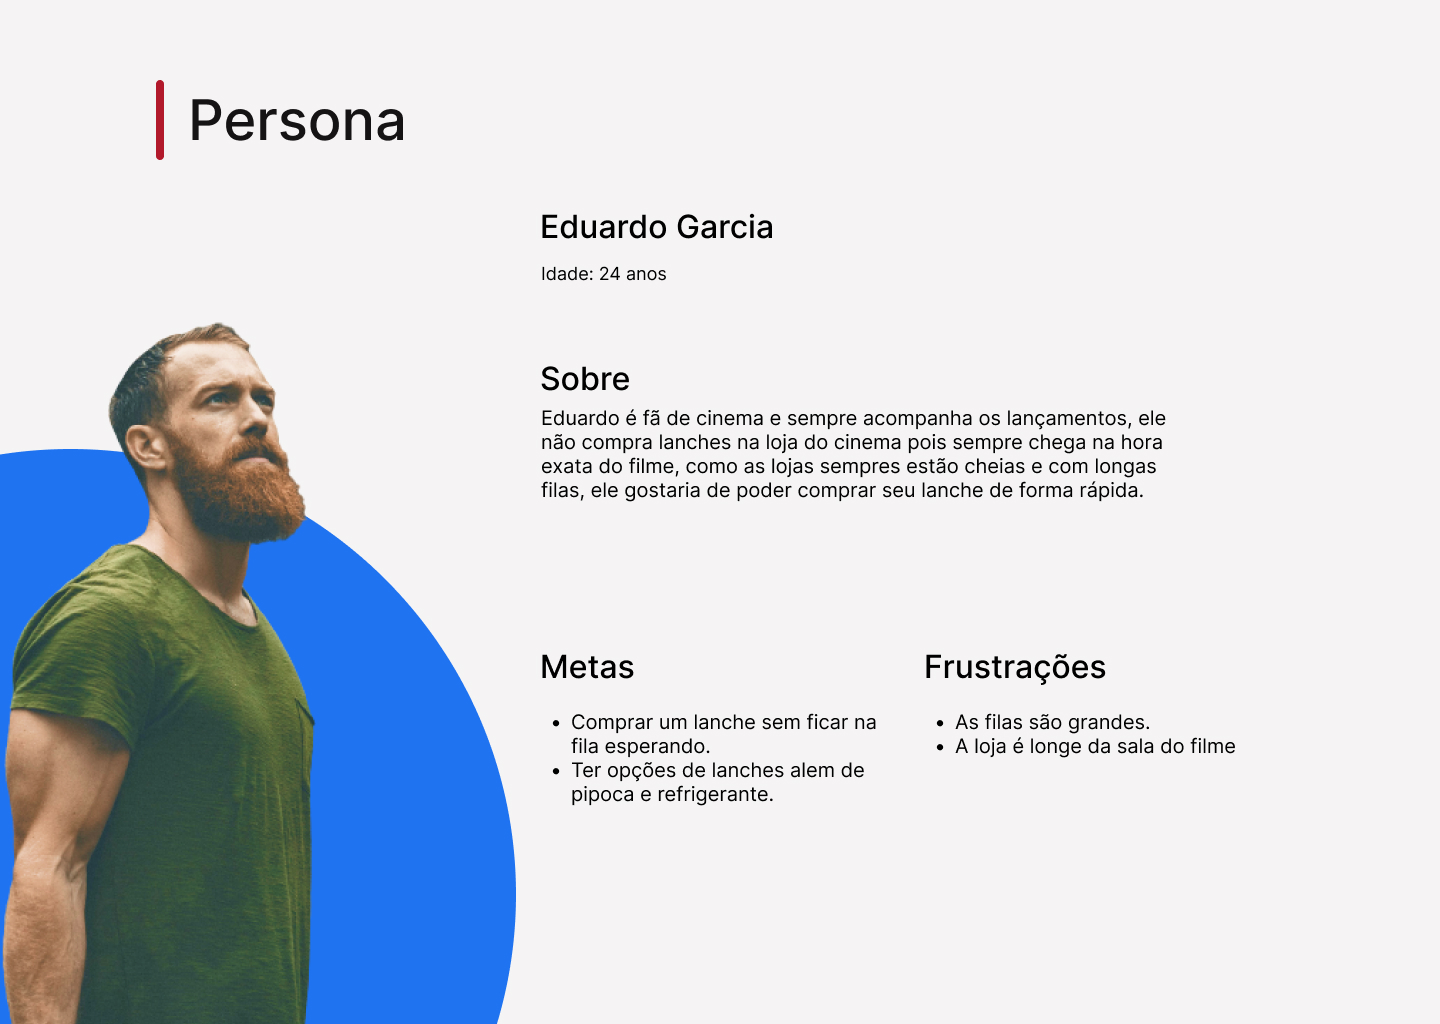 Persona
Eduardo Garcia
Idade: 24 anos
Sobre
Eduardo é fã de cinema e sempre acompanha os lançamentos, ele
não compra lanches na loja do cinema pois sempre chega na hora
exata do filme, como as lojas sempres estão cheias e com longas
filas, ele gostaria de poder comprar seu lanche de forma rápida.
Metas
• Comprar um lanche sem ficar na
fila esperando.
• Ter opções de lanches alem de
pipoca e refrigerante.
Frustrações
• As filas são grandes.
• A loja é longe da sala do filme